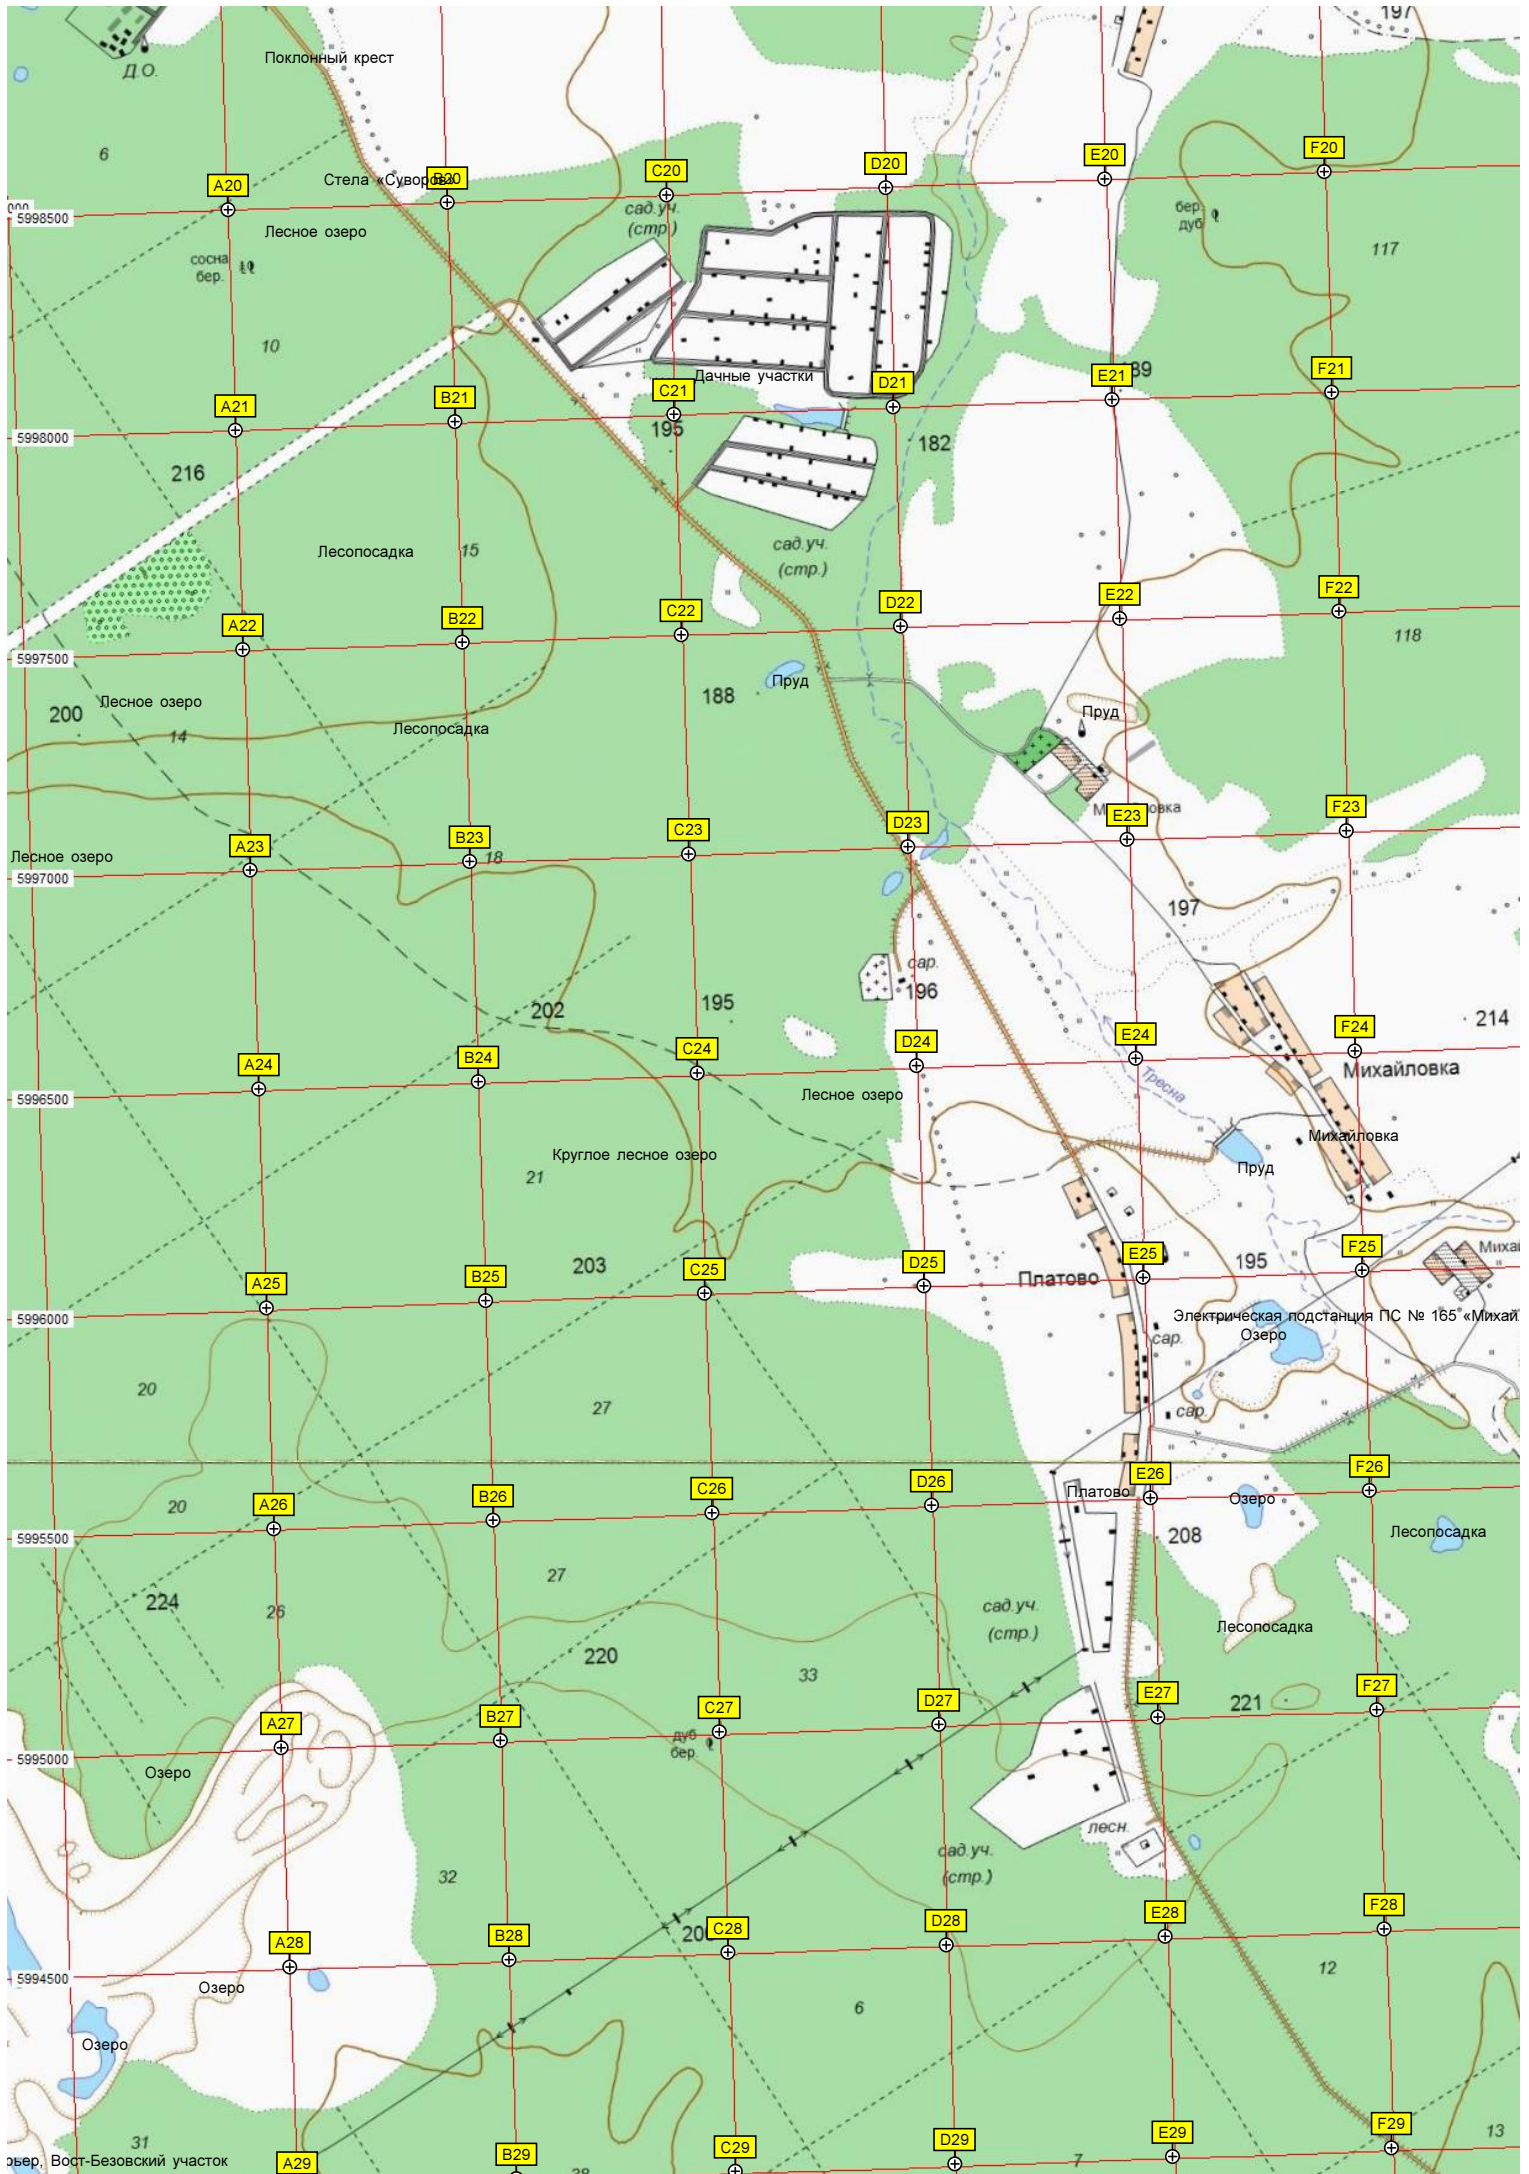 197
Д.О.
Поклонный крест
6
Стела «Суворово
A20
B20
C20
D20
E20
F20
5998500
сад.уч.
(стр.)
бер.
дуб
Лесное озеро
117
сосна
бер.
10
Дачные участки
A21
B21
C21
D21
E21
F21
189
5998000
195
182
216
Лесопосадка
15
сад.уч.
(стр.)
A22
B22
C22
D22
E22
F22
118
5997500
Лесное озеро
200
14
188
Пруд
Пруд
Лесопосадка
A23
B23
C23
D23
E23
F23
Лесное озеро
18
5997000
197
сар.
196
202
195
214
A24
B24
C24
D24
E24
F24
Михайловка
5996500
Тресна
Лесное озеро
Михайловка
Круглое лесное озеро
Пруд
21
203
A25
B25
C25
D25
E25
F25
195
Платово
5996000
Электрическая подстанция ПС № 165 «Михай
сар.
Озеро
20
27
сар.
A26
B26
C26
D26
E26
F26
20
Платово
Озеро
5995500
208
Лесопосадка
27
224
26
сад.уч.
(стр.)
Лесопосадка
220
33
A27
B27
C27
D27
E27
F27
221
дуб
бер.
5995000
Озеро
лесн.
сад.уч.
(стр.)
32
A28
B28
C28
D28
E28
F28
12
5994500
Озеро
6
Озеро
31
A29
B29
C29
D29
E29
F29
13
7
рьер, Вост-Безовский участок